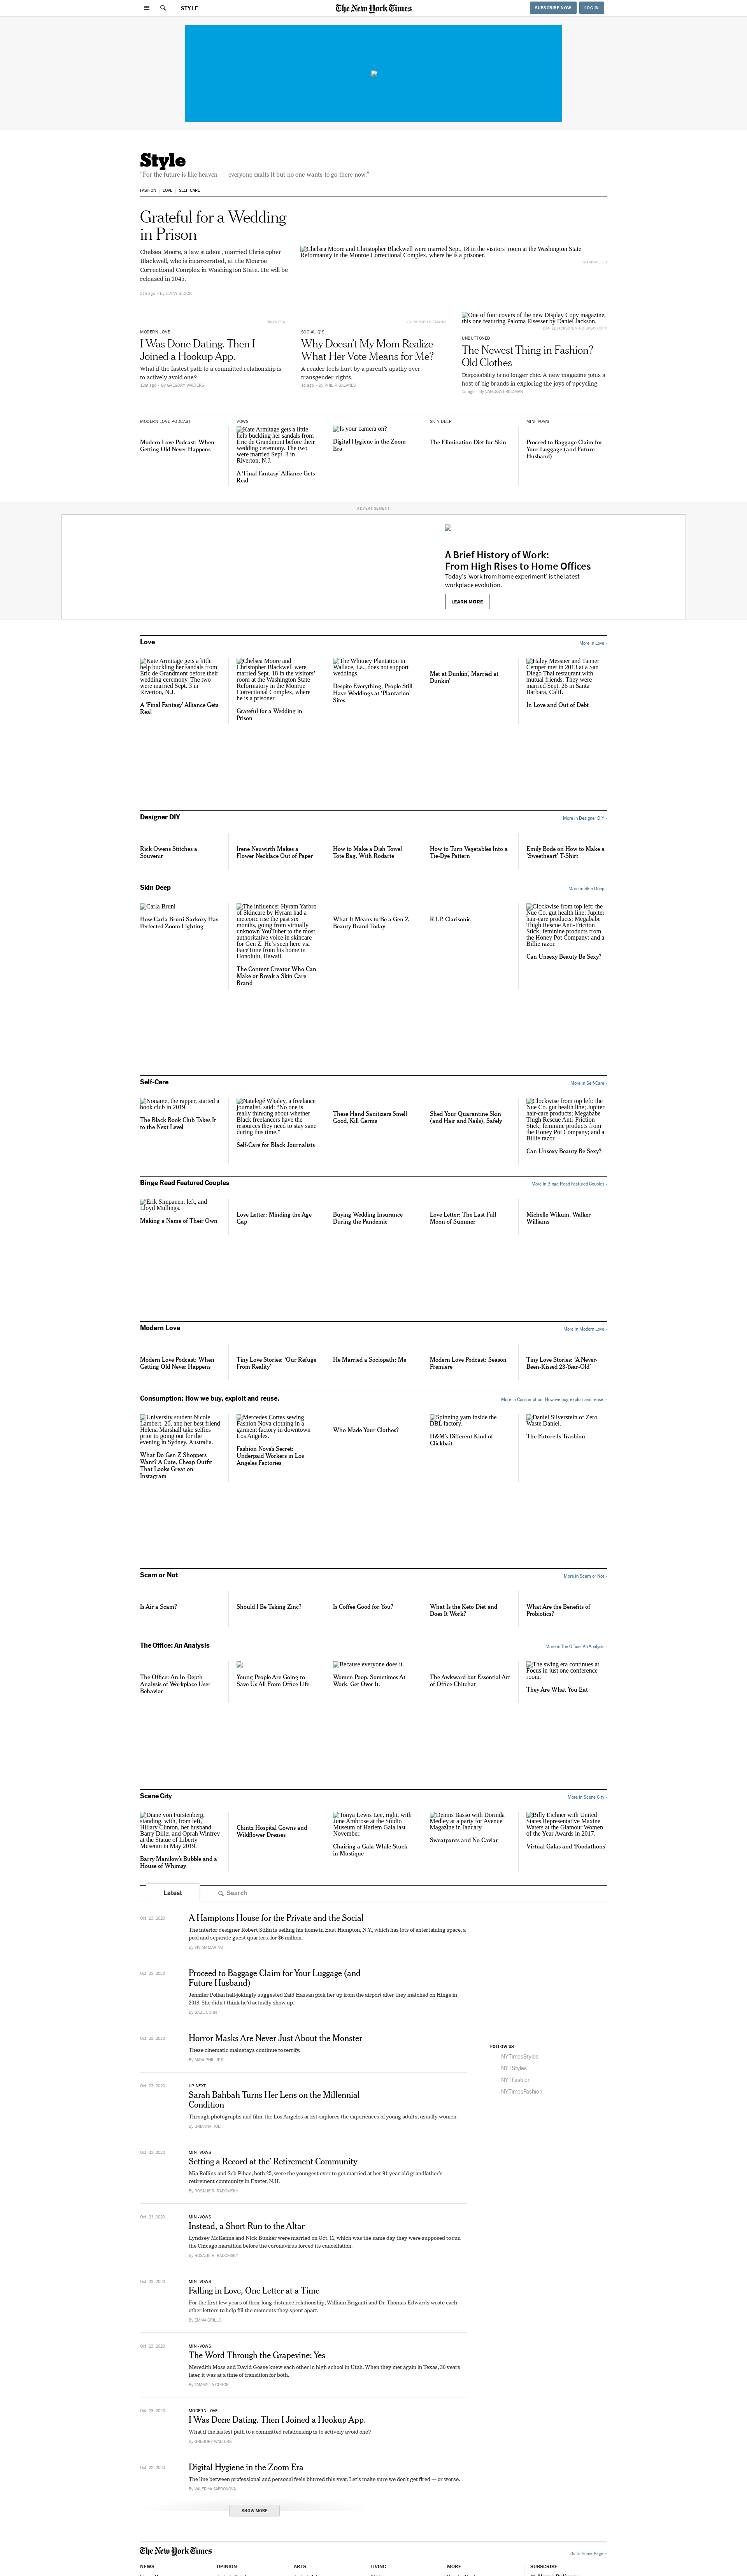 STYLE
The New York Times
SUBSCRIBE NOW
LOG IN
Style
"For the future is like heaven — everyone exalts it but no one wants to go there now."
FASHION
LOVE
SELF-CARE
Grateful for a Wedding
in Prison
Chelsea Moore, a law student, married Christopher
Blackwell, who is incarcerated, at the Monroe
Correctional Complex in Washington State. He will be
released in 2045.
By JENNY BLOCK
Chelsea Moore and Christopher Blackwell were married Sept. 18 in the visitors' room at the Washington State
Reformatory in the Monroe Correctional Complex, where he is a prisoner.
MODERN LOVE
I Was Done Dating. Then I
Joined a Hookup App.
What if the fastest path to a committed relationship is
to actively avoid one?
12H ago - By GREGORY WALTERS
SOCIAL Q'S
Why Doesn't My Mom Realize
What Her Vote Means for Me?
A reader feels hurt by a parent's apathy over
transgender rights.
1d ago - By PHILIP GALANES
One of four covers of the new Display Copy magazine,
this one featuring Paloma Elsesser by Daniel Jackson.
UNBUTTONED
The Newest Thing in Fashion?
Old Clothes
Disposability is no longer chic. A new magazine joins a
host of big brands in exploring the joys of upcycling.
1d ago - By VANESSA FRIEDMAN
MODERN LOVE PODCAST
Modern Love Podcast: When
Getting Old Never Happens
VOWS
Kate Armitage gets a little
help buckling her sandals from
Eric de Grandmont before their
wedding ceremony. The two
were married Sept. 3 in
Riverton, N.J.
A 'Final Fantasy' Alliance Gets
Real
Is your camera on?
Digital Hygiene in the Zoom
Era
SKIN DEEP
The Elimination Diet for Skin
MINI-VOWS
Proceed to Baggage Claim for
Your Luggage (and Future
Husband)
ADVERTISEMENT
A Brief History of Work:
From High Rises to Home Offices
Today's 'work from home experiment' is the latest
workplace evolution.
LEARN MORE
Love
More in Love ›
Kate Armitage gets a little
help buckling her sandals from
Eric de Grandmont before their
wedding ceremony. The two
were married Sept. 3 in
Riverton, N.J.
A 'Final Fantasy' Alliance Gets
Real
Chelsea Moore and
Christopher Blackwell were
married Sept. 18 in the visitors'
room at the Washington State
Reformatory in the Monroe
Correctional Complex, where
he is a prisoner.
Grateful for a Wedding in
Prison
The Whitney Plantation in
Wallace, La., does not support
weddings.
Despite Everything, People Still
Have Weddings at 'Plantation'
Sites
Met at Dunkin', Married at
Dunkin'
Haley Messner and Tanner
Cemper met in 2013 at a San
Diego Thai restaurant with
mutual friends. They were
married Sept. 26 in Santa
Barbara, Calif.
In Love and Out of Debt
Designer DIY
More in Designer DIY ›
Rick Owens Stitches a
Souvenir
Irene Neuwirth Makes a
Flower Necklace Out of Paper
How to Make a Dish Towel
Tote Bag, With Rodarte
How to Turn Vegetables Into a
Tie-Dye Pattern
Emily Bode on How to Make a
'Sweetheart' T-Shirt
Skin Deep
More in Skin Deep ›
Carla Bruni
How Carla Bruni-Sarkozy Has
Perfected Zoom Lighting
The influencer Hyram Yarbro
of Skincare by Hyram had a
meteoric rise the past six
months, going from virtually
unknown YouTuber to the most
authoritative voice in skincare
for Gen Z. He's seen here via
FaceTime from his home in
Honolulu, Hawaii.
The Content Creator Who Can
Make or Break a Skin Care
Brand
What It Means to Be a Gen Z
Beauty Brand Today
R.I.P. Clarisonic
Clockwise from top left: the
Nue Co. gut health line; Jupiter
hair-care products; Megababe
Thigh Rescue Anti-Friction
Stick; feminine products from
the Honey Pot Company; and a
Billie razor.
Can Unsexy Beauty Be Sexy?
Self-Care
More in Self-Care ›
Noname, the rapper, started a
book club in 2019.
The Black Book Club Takes It
to the Next Level
Natelegé Whaley, a freelance
journalist, said: "No one is
really thinking about whether
Black freelancers have the
resources they need to stay sane
during this time."
Self-Care for Black Journalists
These Hand Sanitizers Smell
Good, Kill Germs
Shed Your Quarantine Skin
(and Hair and Nails), Safely
Clockwise from top left: the
Nue Co. gut health line; Jupiter
hair-care products; Megababe
Thigh Rescue Anti-Friction
Stick; feminine products from
the Honey Pot Company; and a
Billie razor.
Can Unsexy Beauty Be Sexy?
Binge Read Featured Couples
More in Binge Read Featured Couples ›
Erik Simpanen, left, and
Lloyd Mullings.
Making a Name of Their Own
Love Letter: Minding the Age
Gap
Buying Wedding Insurance
During the Pandemic
Love Letter: The Last Full
Moon of Summer
Michelle Wikum, Walker
Williams
Modern Love
More in Modern Love ›
Modern Love Podcast: When
Getting Old Never Happens
Tiny Love Stories: 'Our Refuge
From Reality'
He Married a Sociopath: Me
Modern Love Podcast: Season
Premiere
Tiny Love Stories: 'A Never-
Been-Kissed 23-Year-Old'
Consumption: How we buy, exploit and reuse.
More in Consumption: How we buy, exploit and reuse. ›
University student Nicole
Lambert, 20, and her best friend
Helena Marshall take selfies
prior to going out for the
evening in Sydney, Australia.
What Do Gen Z Shoppers
Want? A Cute, Cheap Outfit
That Looks Great on
Instagram
Mercedes Cortes sewing
Fashion Nova clothing in a
garment factory in downtown
Los Angeles.
Fashion Nova's Secret:
Underpaid Workers in Los
Angeles Factories
Who Made Your Clothes?
Spinning yarn inside the
DBL factory.
H&M's Different Kind of
Clickbait
Daniel Silverstein of Zero
Waste Daniel.
The Future Is Trashion
Scam or Not
More in Scam or Not ›
Is Air a Scam?
Should I Be Taking Zinc?
Is Coffee Good for You?
What Is the Keto Diet and
Does It Work?
What Are the Benefits of
Probiotics?
The Office: An Analysis
More in The Office: An Analysis ›
The Office: An In-Depth
Analysis of Workplace User
Behavior
Young People Are Going to
Save Us All From Office Life
Because everyone does it.
Women Poop. Sometimes At
Work. Get Over It.
The Awkward but Essential Art
of Office Chitchat
The swing era continues at
Focus in just one conference
room.
They Are What You Eat
Scene City
More in Scene City ›
Diane von Furstenberg,
standing, with, from left,
Hillary Clinton, her husband
Barry Diller and Oprah Winfrey
at the Statue of Liberty
Museum in May 2019.
Barry Manilow's Bubble and a
House of Whimsy
Chintz Hospital Gowns and
Wildflower Dresses
Tonya Lewis Lee, right, with
June Ambrose at the Studio
Museum of Harlem Gala last
November.
Chairing a Gala While Stuck
in Mustique
Dennis Basso with Dorinda
Medley at a party for Avenue
Magazine in January.
Sweatpants and No Caviar
Billy Eichner with United
States Representative Maxine
Waters at the Glamour Women
of the Year Awards in 2017.
Virtual Galas and 'Foodathons'
Latest
Search
Oct. 23, 2020
A Hamptons House for the Private and the Social
The interior designer Robert Stilin is selling his home in East Hampton, N.Y., which has lots of entertaining space, a
pool and separate guest quarters, for $6 million.
By VIVIAN MARINO
Oct. 23, 2020
Proceed to Baggage Claim for Your Luggage (and
Future Husband)
Jennifer Pollan half-jokingly suggested Zaid Hassan pick her up from the airport after they matched on Hinge in
2018. She didn't think he'd actually show up.
By GABE COHN
Oct. 23, 2020
Horror Masks Are Never Just About the Monster
These cinematic mainstays continue to terrify.
By MAYA PHILLIPS
Oct. 23, 2020
UP NEXT
Sarah Bahbah Turns Her Lens on the Millennial
Condition
Through photographs and film, the Los Angeles artist explores the experiences of young adults, usually women.
By BRIANNA HOLT
Oct. 23, 2020
MINI-VOWS
Setting a Record at the' Retirement Community
Mia Rollins and Seb Pihan, both 25, were the youngest ever to get married at her 91-year-old grandfather's
retirement community in Exeter, N.H.
By ROSALIE R. RADOMSKY
Oct. 23, 2020
MINI-VOWS
Instead, a Short Run to the Altar
Lyndsey McKenna and Nick Bunker were married on Oct. 11, which was the same day they were supposed to run
the Chicago marathon before the coronavirus forced its cancellation.
By ROSALIE R. RADOMSKY
Oct. 23, 2020
MINI-VOWS
Falling in Love, One Letter at a Time
For the first few years of their long-distance relationship, William Briganti and Dr. Thomas Edwards wrote each
other letters to help fill the moments they spent apart.
By EMMA GRILLO
Oct. 23, 2020
MINI-VOWS
The Word Through the Grapevine: Yes
Meredith Moss and David Gosse knew each other in high school in Utah. When they met again in Texas, 30 years
later, it was at a time of transition for both.
By TAMMY LA GORCE
Oct. 23, 2020
MODERN LOVE
I Was Done Dating. Then I Joined a Hookup App.
What if the fastest path to a committed relationship is to actively avoid one?
By GREGORY WALTERS
Oct. 22, 2020
Digital Hygiene in the Zoom Era
The line between professional and personal feels blurred this year. Let's make sure we don't get fired — or worse.
By VALERIYA SAFRONOVA
SHOW MORE
FOLLOW US
NYTimesStyles
NYTStyles
NYTFashion
NYTimesFashion
The New York Times
Go to Home Page »
NEWS
OPINION
ARTS
LIVING
MORE
SUBSCRIBE